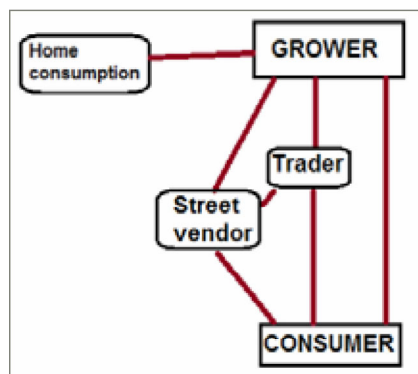 Home
consumption
GROWER
Trader
Street
vendor
CONSUMER